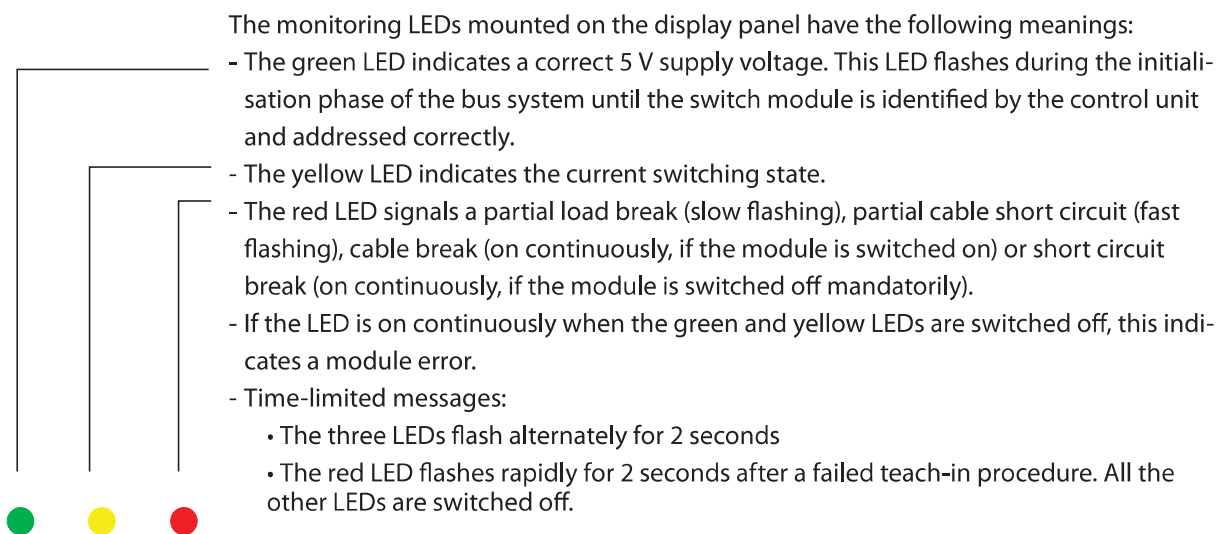 The monitoring LEDs mounted on the display panel have the following meanings:
- The green LED indicates a correct 5 V supply voltage. This LED flashes during the initiali-
sation phase of the bus system until the switch module is identified by the control unit
and addressed correctly.
- The yellow LED indicates the current switching state.
- The red LED signals a partial load break (slow flashing), partial cable short circuit (fast
flashing), cable break (on continuously, if the module is switched on) or short circuit
break (on continuously, if the module is switched off mandatorily).
- If the LED is on continuously when the green and yellow LEDs are switched off, this indi-
cates a module error.
- Time-limited messages:
• The three LEDs flash alternately for 2 seconds
• The red LED flashes rapidly for 2 seconds after a failed teach-in procedure. All the
other LEDs are switched off.